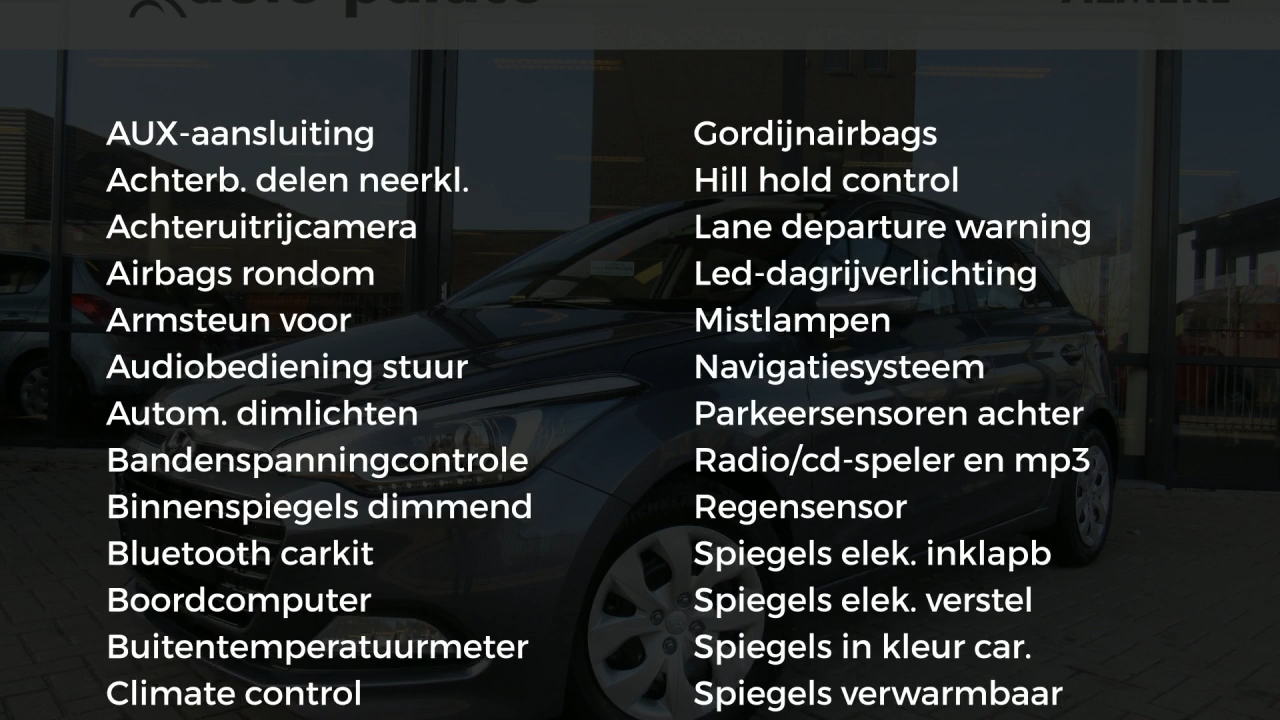 AUX-aansluiting
Achterb. delen neerkl.
Achteruitrijcamera
Airbags rondom
Armsteun voor
Audiobediening stuur
Autom. dimlichten
Bandenspanningcontrole
Binnenspiegels dimmend
Bluetooth carkit
Boordcomputer
Buitentemperatuurmeter
Climate control
Gordijnairbags
Hill hold control
Lane departure warning
Led-dagrijverlichting
Mistlampen
Navigatiesysteem
Parkeersensoren achter
Radio/cd-speler en mp3
Regensensor
Spiegels elek. inklapb
Spiegels elek. verstel
Spiegels in kleur car.
Spiegels verwarmbaar